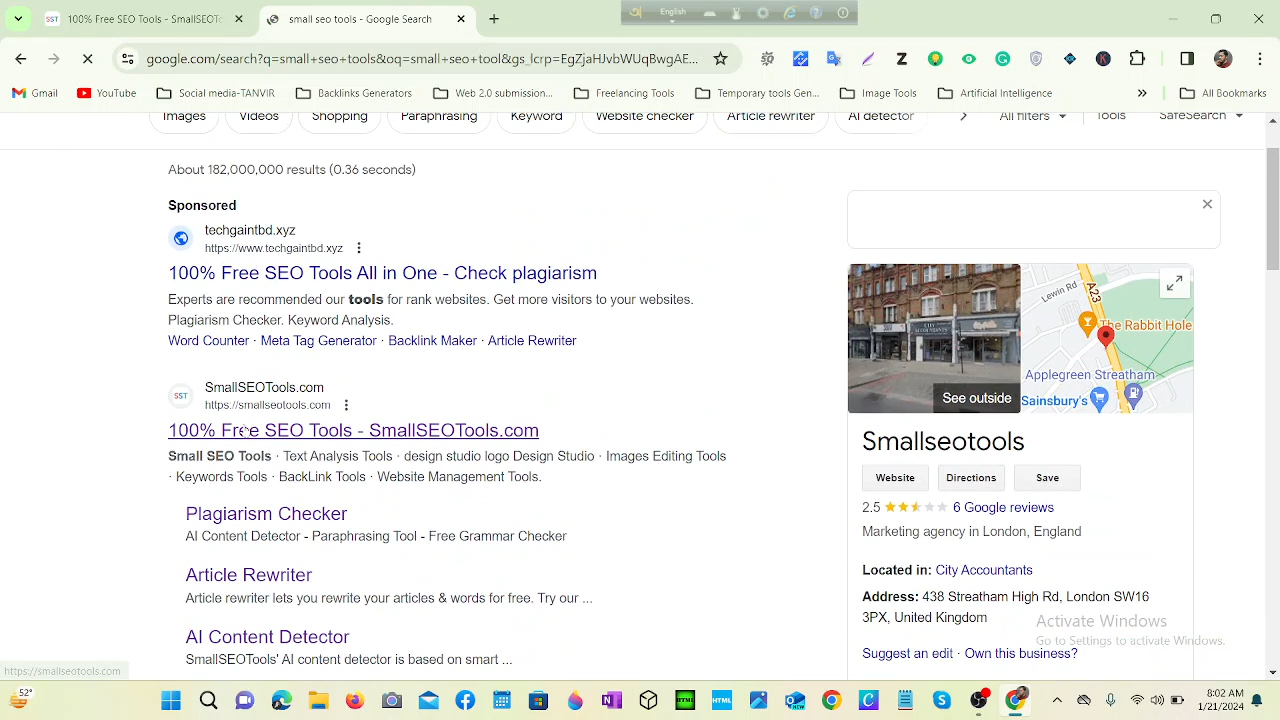 100% Free SEO Tools - SmallSEOT
small seo tools - Google Search
English
google.com/search?q=small+seo+tools&oq=small+seo+tool&gs_lcrp=EgZjaHJvbWUqBwgAE...
Gmail
YouTube
Social media-TANVIR
Backlinks Generators
Web 2.0 submission...
Freelancing Tools
Temporary tools Gen...
Image Tools
Artificial Intelligence
All Bookmarks
Images
Videos
Shopping
Paraphrasing
Keyword
Website checker
Article rewriter
AI detector
All filters
Tools
SafeSearch
About 182,000,000 results (0.36 seconds)
Sponsored
techgaintbd.xyz
https://www.techgaintbd.xyz
100% Free SEO Tools All in One - Check plagiarism
Experts are recommended our tools for rank websites. Get more visitors to your websites.
Plagiarism Checker. Keyword Analysis.
Word Counter · Meta Tag Generator · Backlink Maker · Article Rewriter
SST
SmallSEOTools.com
https://smallseotools.com
100% Free SEO Tools - SmallSEOTools.com
Small SEO Tools · Text Analysis Tools · design studio logo Design Studio · Images Editing Tools
· Keywords Tools · BackLink Tools · Website Management Tools.
Plagiarism Checker
AI Content Detector - Paraphrasing Tool - Free Grammar Checker
Article Rewriter
Article rewriter lets you rewrite your articles & words for free. Try our ...
AI Content Detector
SmallSEOTools' AI content detector is based on smart ...
https://smallseotools.com
See outside
Lewin Rd
A23
The Rabbit Hole
Applegreen Streatham
Sainsbury's
Smallseotools
Website
Directions
Save
2.5
6 Google reviews
Marketing agency in London, England
Located in: City Accountants
Address: 438 Streatham High Rd, London SW16
3PX, United Kingdom
Suggest an edit · Own this business?
Activate Windows
Go to Settings to activate Windows.
52°
8:02 AM
1/21/2024